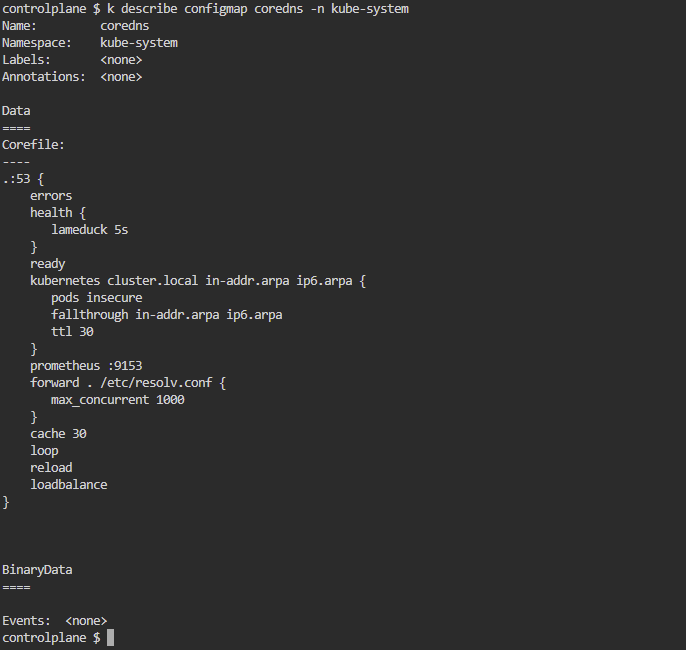 controlplane $ k describe configmap coredns -n kube-system
Name:         coredns
Namespace:    kube-system
Labels:       <none>
Annotations:  <none>

Data
====
Corefile:
----
.:53 {
    errors
    health {
       lameduck 5s
    }
    ready
    kubernetes cluster.local in-addr.arpa ip6.arpa {
       pods insecure
       fallthrough in-addr.arpa ip6.arpa
       ttl 30
    }
    prometheus :9153
    forward . /etc/resolv.conf {
       max_concurrent 1000
    }
    cache 30
    loop
    reload
    loadbalance
}

BinaryData
====

Events:  <none>
controlplane $